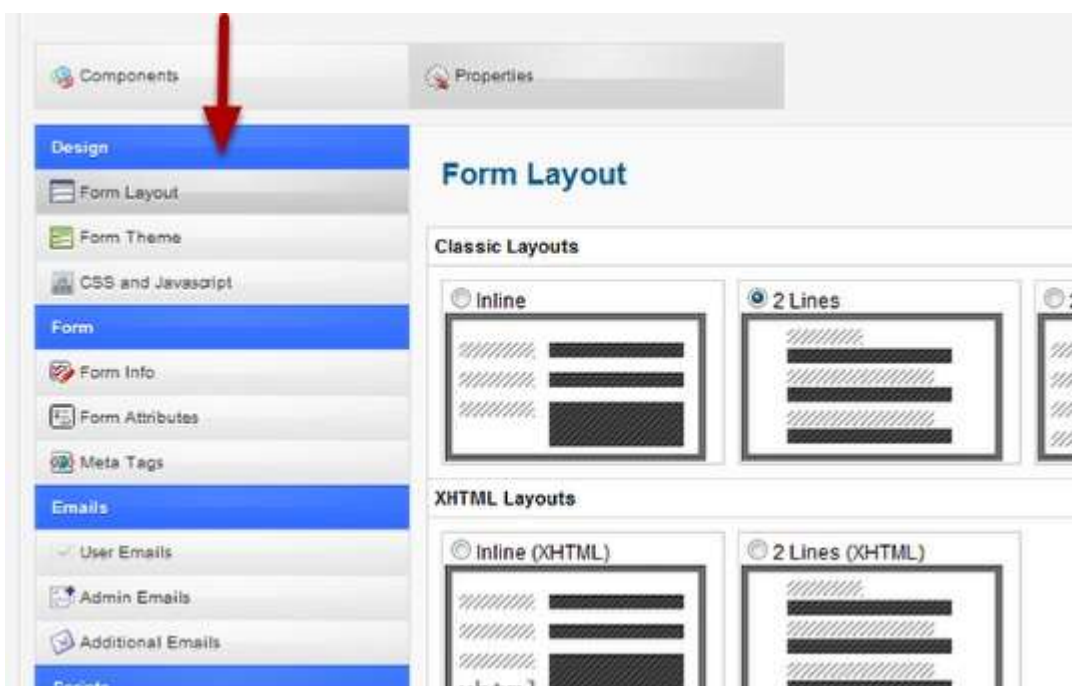 Components
Properties
Design
Form Layout
Form Theme
CSS and Javascript
Form
Form Info
Form Attributes
Meta Tags
Emails
User Emails
Admin Emails
Additional Emails
Scripts
Form Layout
Classic Layouts
Inline
2 Lines
XHTML Layouts
Inline (XHTML)
2 Lines (XHTML)